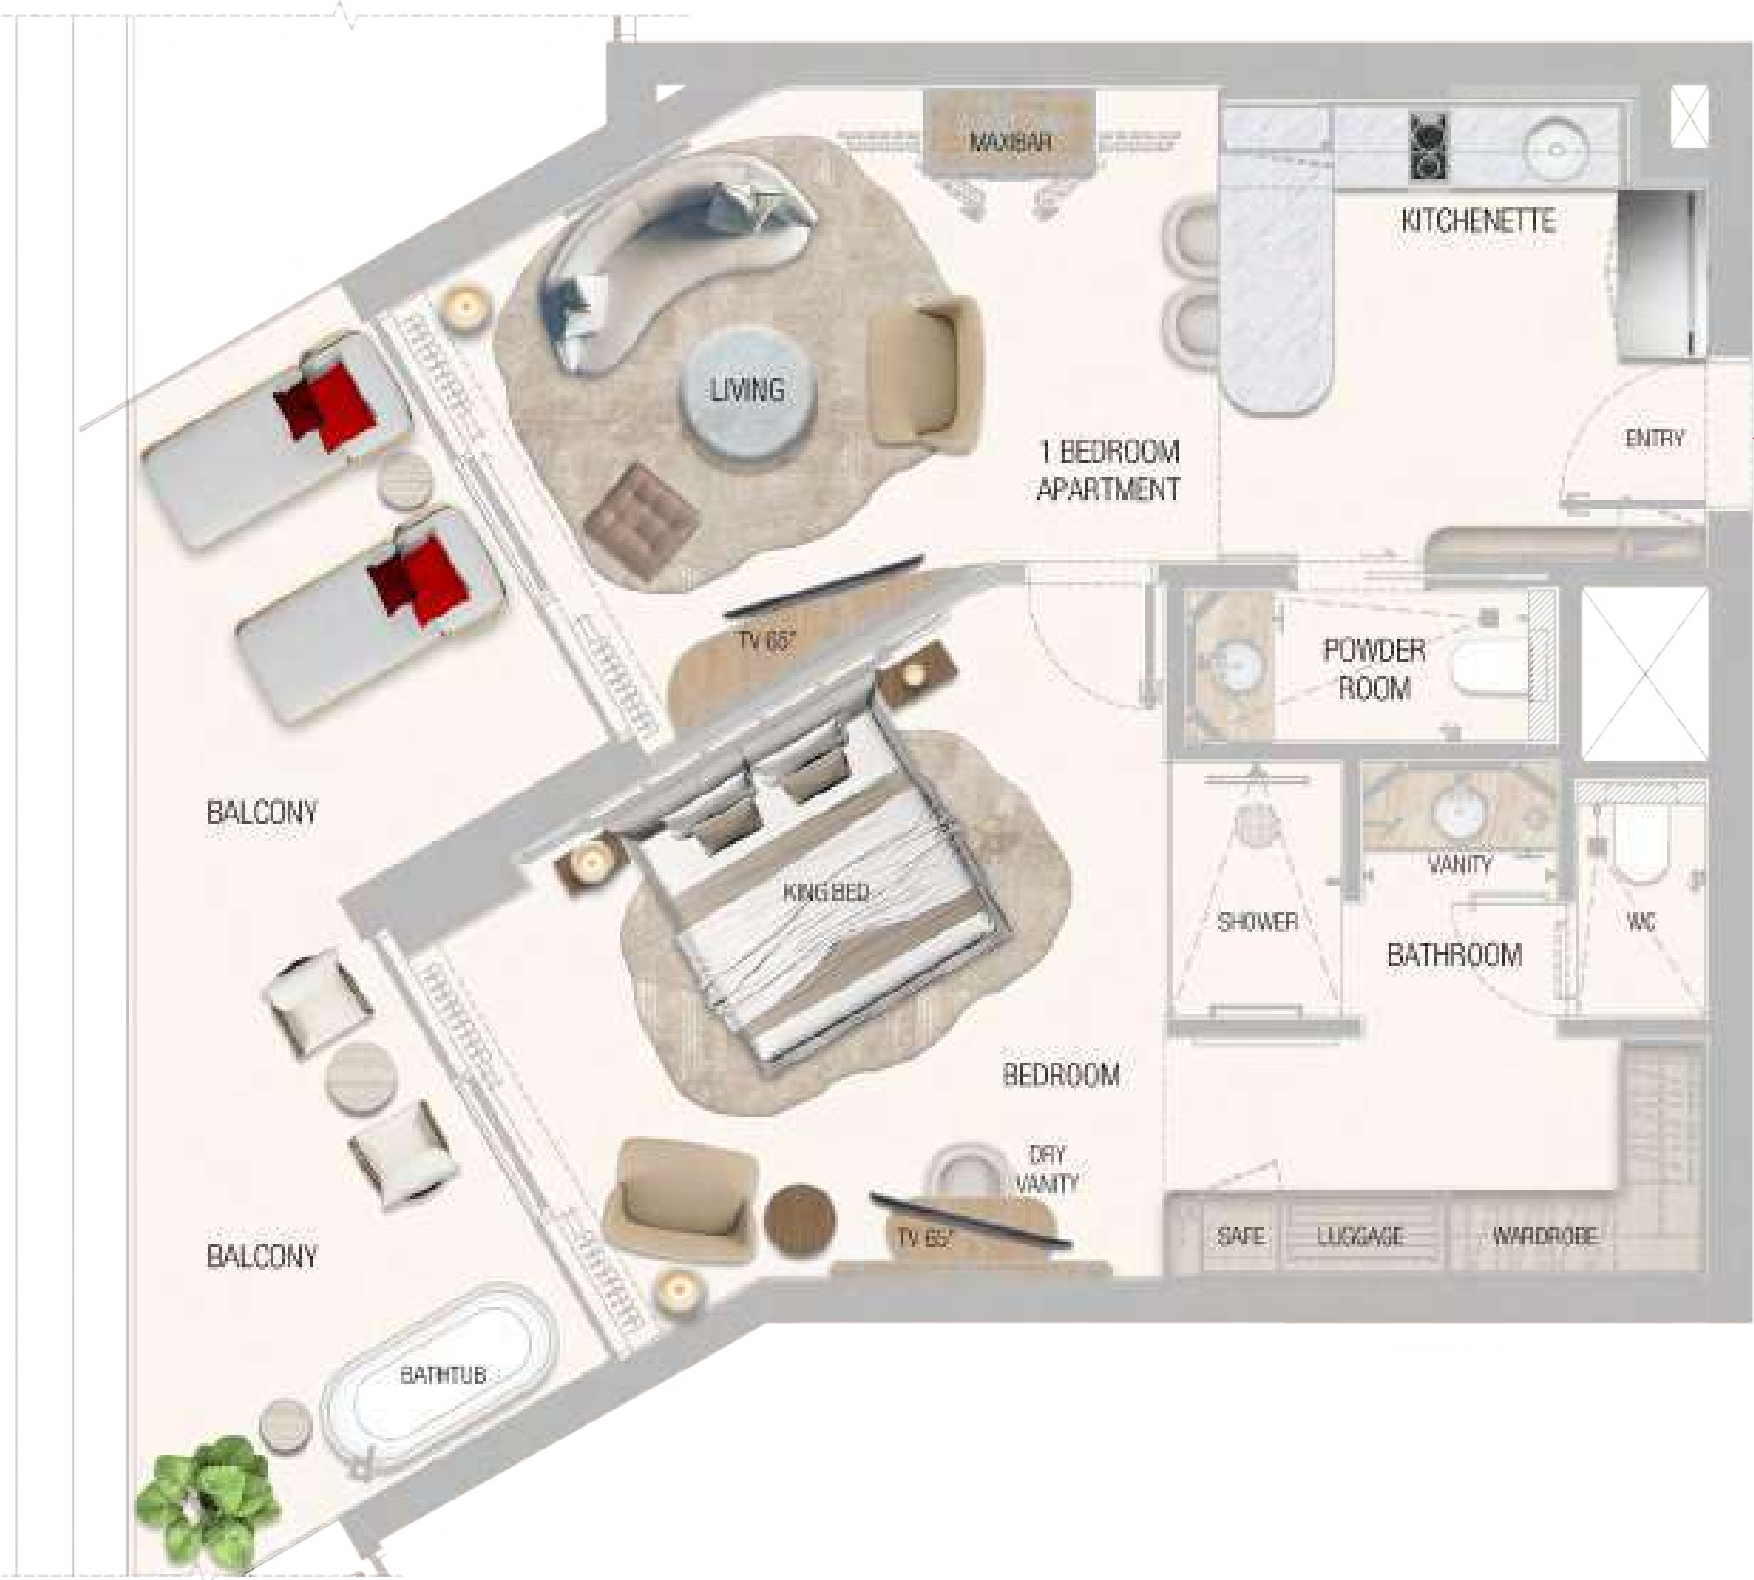 MAXIBAR
KITCHENETTE
LIVING
1 BEDROOM
APARTMENT
ENTRY
TV 65"
POWDER
ROOM
BALCONY
VANITY
KING BED
SHOWER
BATHROOM
WC
BEDROOM
DRY
VANITY
BALCONY
TV 65"
SAFE
LUGGAGE
WARDROBE
BATHTUB